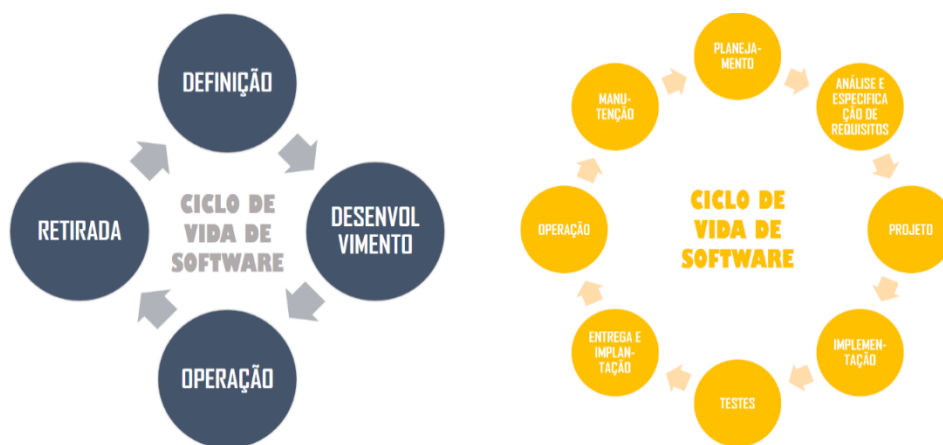 DEFINIÇÃO
DESENVOL
VIMENTO
OPERAÇÃO
RETIRADA
CICLO DE
VIDA DE
SOFTWARE
PLANEJA-
MENTO
ANÁLISE E
ESPECIFICA
ÇÃO DE
REQUISITOS
PROJETO
IMPLEMEN-
TAÇÃO
TESTES
ENTREGA E
IMPLAN-
TAÇÃO
OPERAÇÃO
MANU-
TENÇÃO
CICLO DE
VIDA DE
SOFTWARE